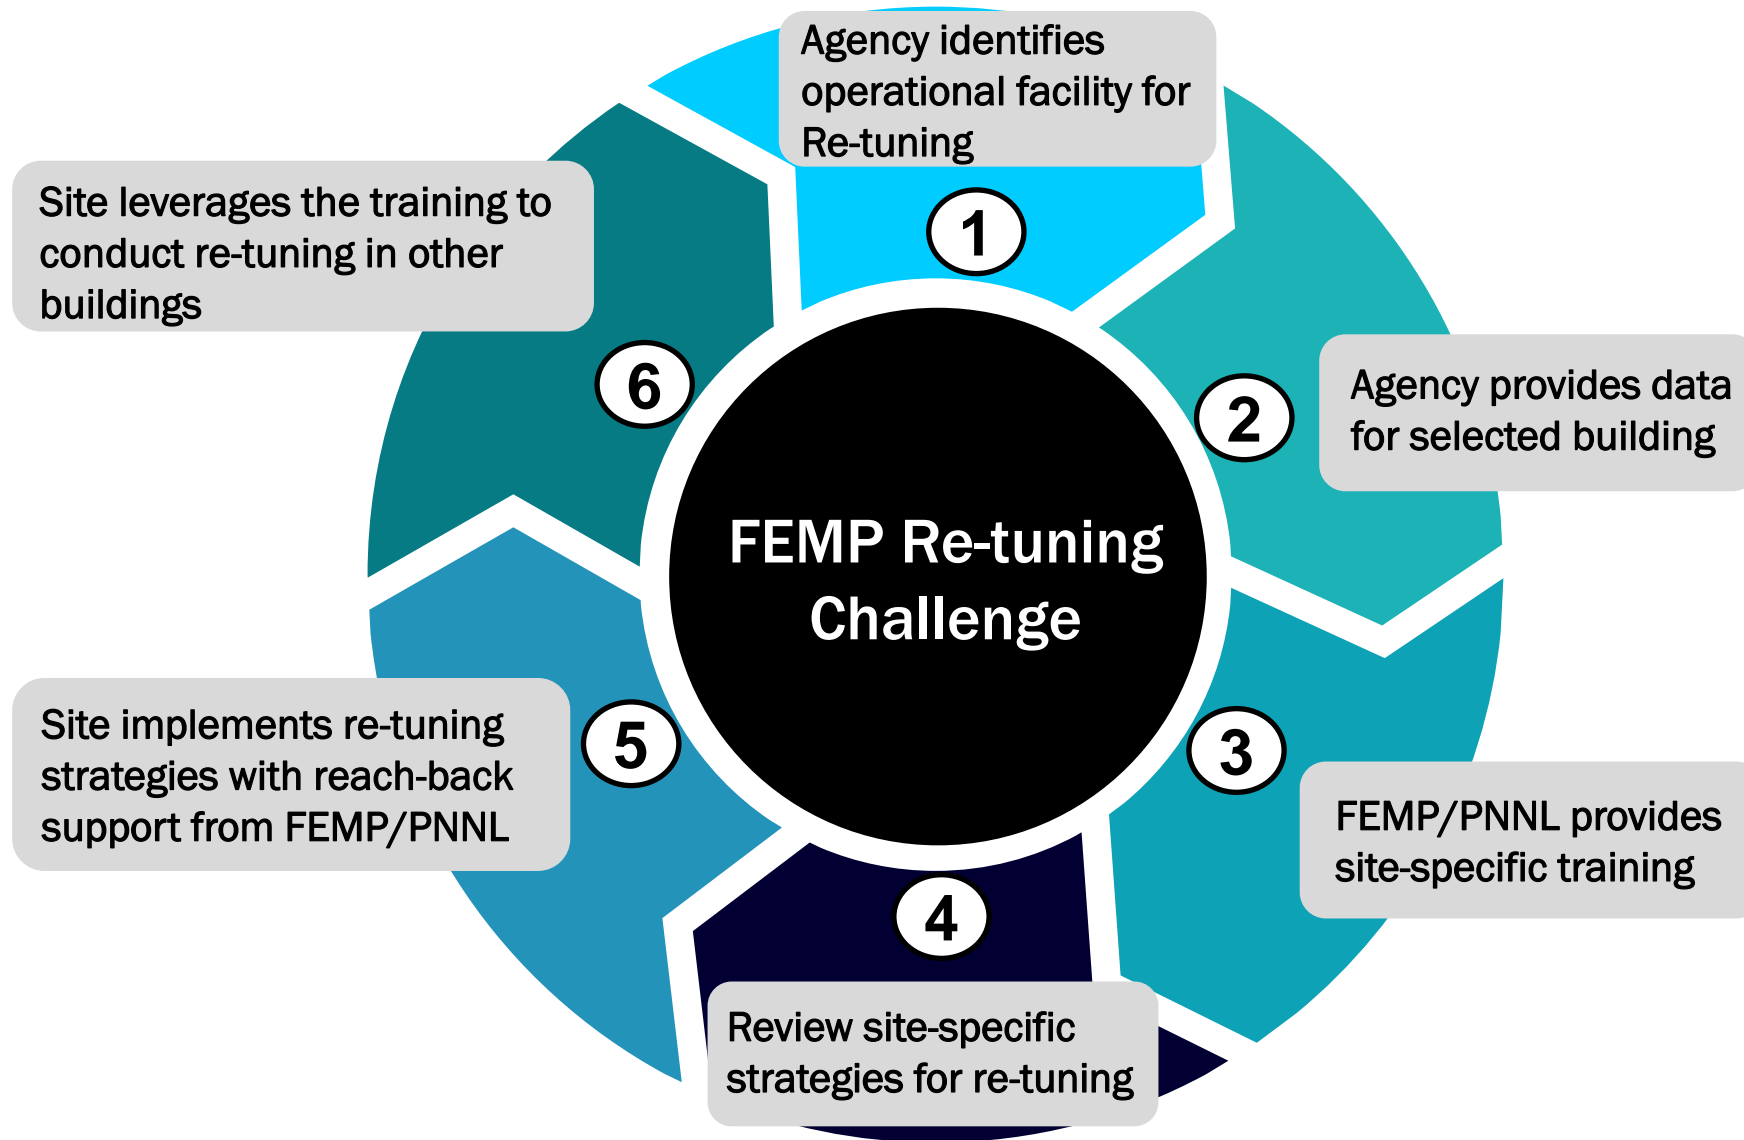 Agency identifies
operational facility for
Re-tuning
1
Agency provides data
for selected building
2
FEMP/PNNL provides
site-specific training
3
Review site-specific
strategies for re-tuning
4
Site implements re-tuning
strategies with reach-back
support from FEMP/PNNL
5
Site leverages the training to
conduct re-tuning in other
buildings
6
FEMP Re-tuning
Challenge